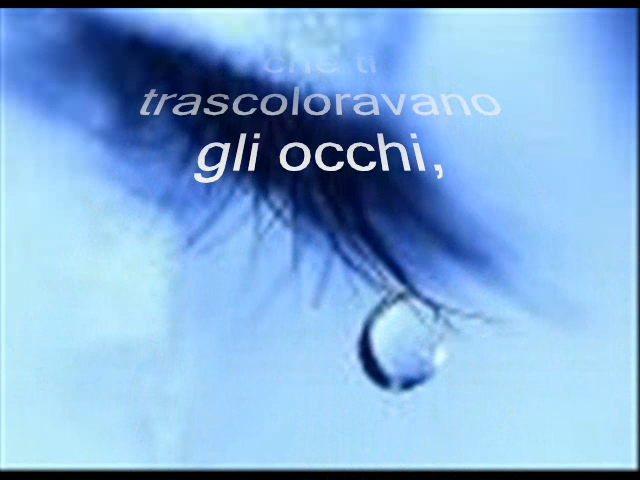 che ti
trascoloravano
gli occhi,